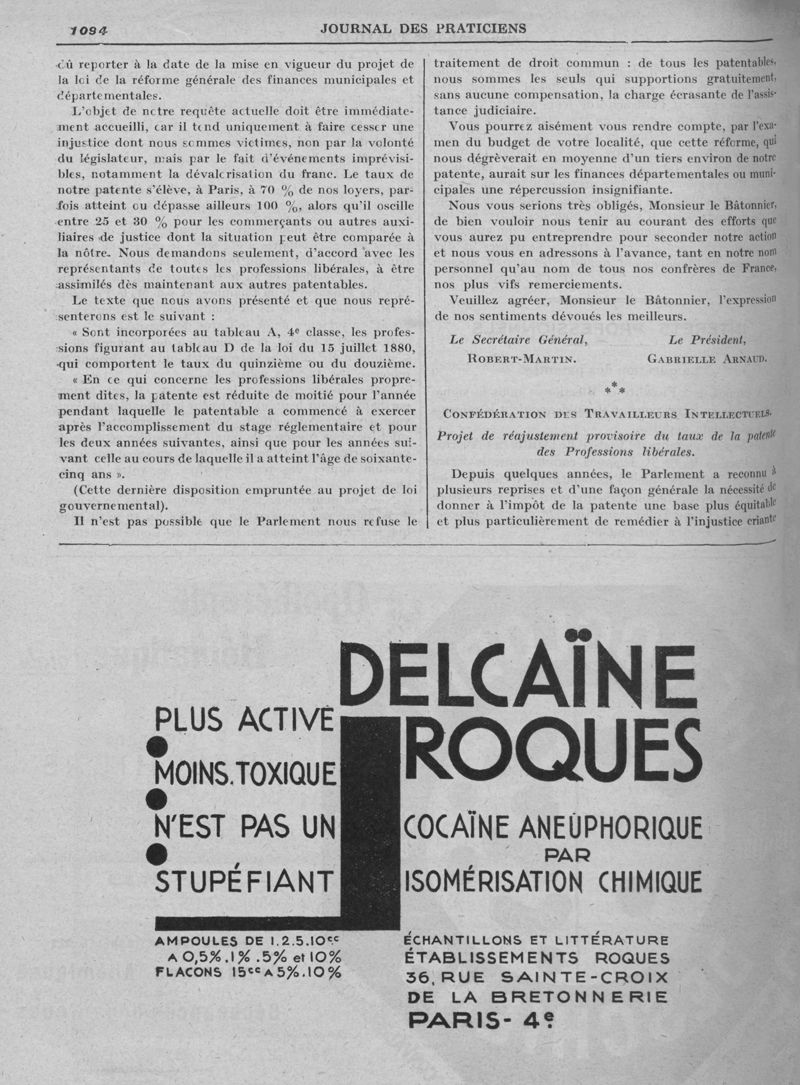 1094
JOURNAL DES PRATICIENS
dû reporter à la date de la mise en vigueur du projet de
la loi de la réforme générale des finances municipales et
départementales.
L'objet de notre requête actuelle doit être immédiate-
ment accueilli, car il tend uniquement à faire cesser une
injustice dont nous sommes victimes, non par la volonté
du législateur, mais par le fait d'événements imprévisi-
bles, notamment la dévalorisation du franc. Le taux de
notre patente s'élève, à Paris, à 70 % de nos loyers, par-
fois atteint ou dépasse ailleurs 100 %, alors qu'il oscille
entre 25 et 30 % pour les commerçants ou autres auxi-
liaires de justice dont la situation peut être comparée à
la nôtre. Nous demandons seulement, d'accord avec les
représentants de toutes les professions libérales, à être
assimilés dès maintenant aux autres patentables.
Le texte que nous avons présenté et que nous repré-
senterons est le suivant :
« Sont incorporées au tableau A, 4e classe, les profes-
sions figurant au tableau D de la loi du 15 juillet 1880,
qui comportent le taux du quinzième ou du douzième.
« En ce qui concerne les professions libérales propre-
ment dites, la patente est réduite de moitié pour l'année
pendant laquelle le patentable a commencé à exercer
après l'accomplissement du stage réglementaire et pour
les deux années suivantes, ainsi que pour les années sui-
vant celle au cours de laquelle il a atteint l'âge de soixante-
cinq ans ».
(Cette dernière disposition empruntée au projet de loi
gouvernemental).
Il n'est pas possible que le Parlement nous refuse le
traitement de droit commun : de tous les patentables,
nous sommes les seuls qui supportions gratuitement,
sans aucune compensation, la charge écrasante de l'assis-
tance judiciaire.
Vous pourrez aisément vous rendre compte, par l'exa-
men du budget de votre localité, que cette réforme, qui
nous dégrèverait en moyenne d'un tiers environ de notre
patente, aurait sur les finances départementales ou muni-
cipales une répercussion insignifiante.
Nous vous serions très obligés, Monsieur le Bâtonnier,
de bien vouloir nous tenir au courant des efforts que
vous aurez pu entreprendre pour seconder notre action
et nous vous en adressons à l'avance, tant en notre nom
personnel qu'au nom de tous nos confrères de France,
nos plus vifs remerciements.
Veuillez agréer, Monsieur le Bâtonnier, l'expression
de nos sentiments dévoués les meilleurs.
Le Secrétaire Général, Le Président,
ROBERT-MARTIN. GABRIELLE ARNAUD.
***
CONFÉDÉRATION DES TRAVAILLEURS INTELLECTUELS.
Projet de réajustement provisoire du taux de la patente
des Professions libérales.
Depuis quelques années, le Parlement a reconnu à
plusieurs reprises et d'une façon générale la nécessité de
donner à l'impôt de la patente une base plus équitable
et plus particulièrement de remédier à l'injustice criante
DELCAÏNE
ROQUES
PLUS ACTIVE
MOINS.TOXIQUE
N'EST PAS UN
STUPÉFIANT
COCAÏNE ANEUPHORIQUE
PAR
ISOMÉRISATION CHIMIQUE
AMPOULES DE 1.2.5.10cc
A 0,5%.1% .5% et 10%
FLACONS 15cc A 5%.10%
ÉCHANTILLONS ET LITTÉRATURE
ÉTABLISSEMENTS ROQUES
36, RUE SAINTE-CROIX
DE LA BRETONNERIE
PARIS- 4e